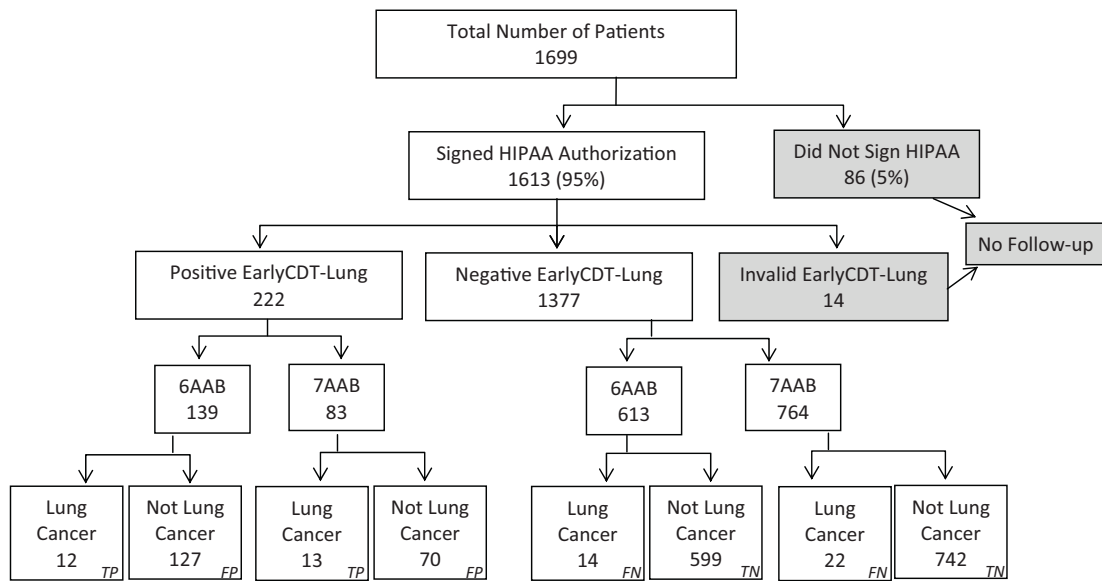 Total Number of Patients
1699
Signed HIPAA Authorization
1613 (95%)
Did Not Sign HIPAA
86 (5%)
No Follow-up
Positive EarlyCDT-Lung
222
Negative EarlyCDT-Lung
1377
Invalid EarlyCDT-Lung
14
6AAB
139
7AAB
83
6AAB
613
7AAB
764
Lung
Cancer
12
TP
Not Lung
Cancer
127
FP
Lung
Cancer
13
TP
Not Lung
Cancer
70
FP
Lung
Cancer
14
FN
Not Lung
Cancer
599
TN
Lung
Cancer
22
FN
Not Lung
Cancer
742
TN